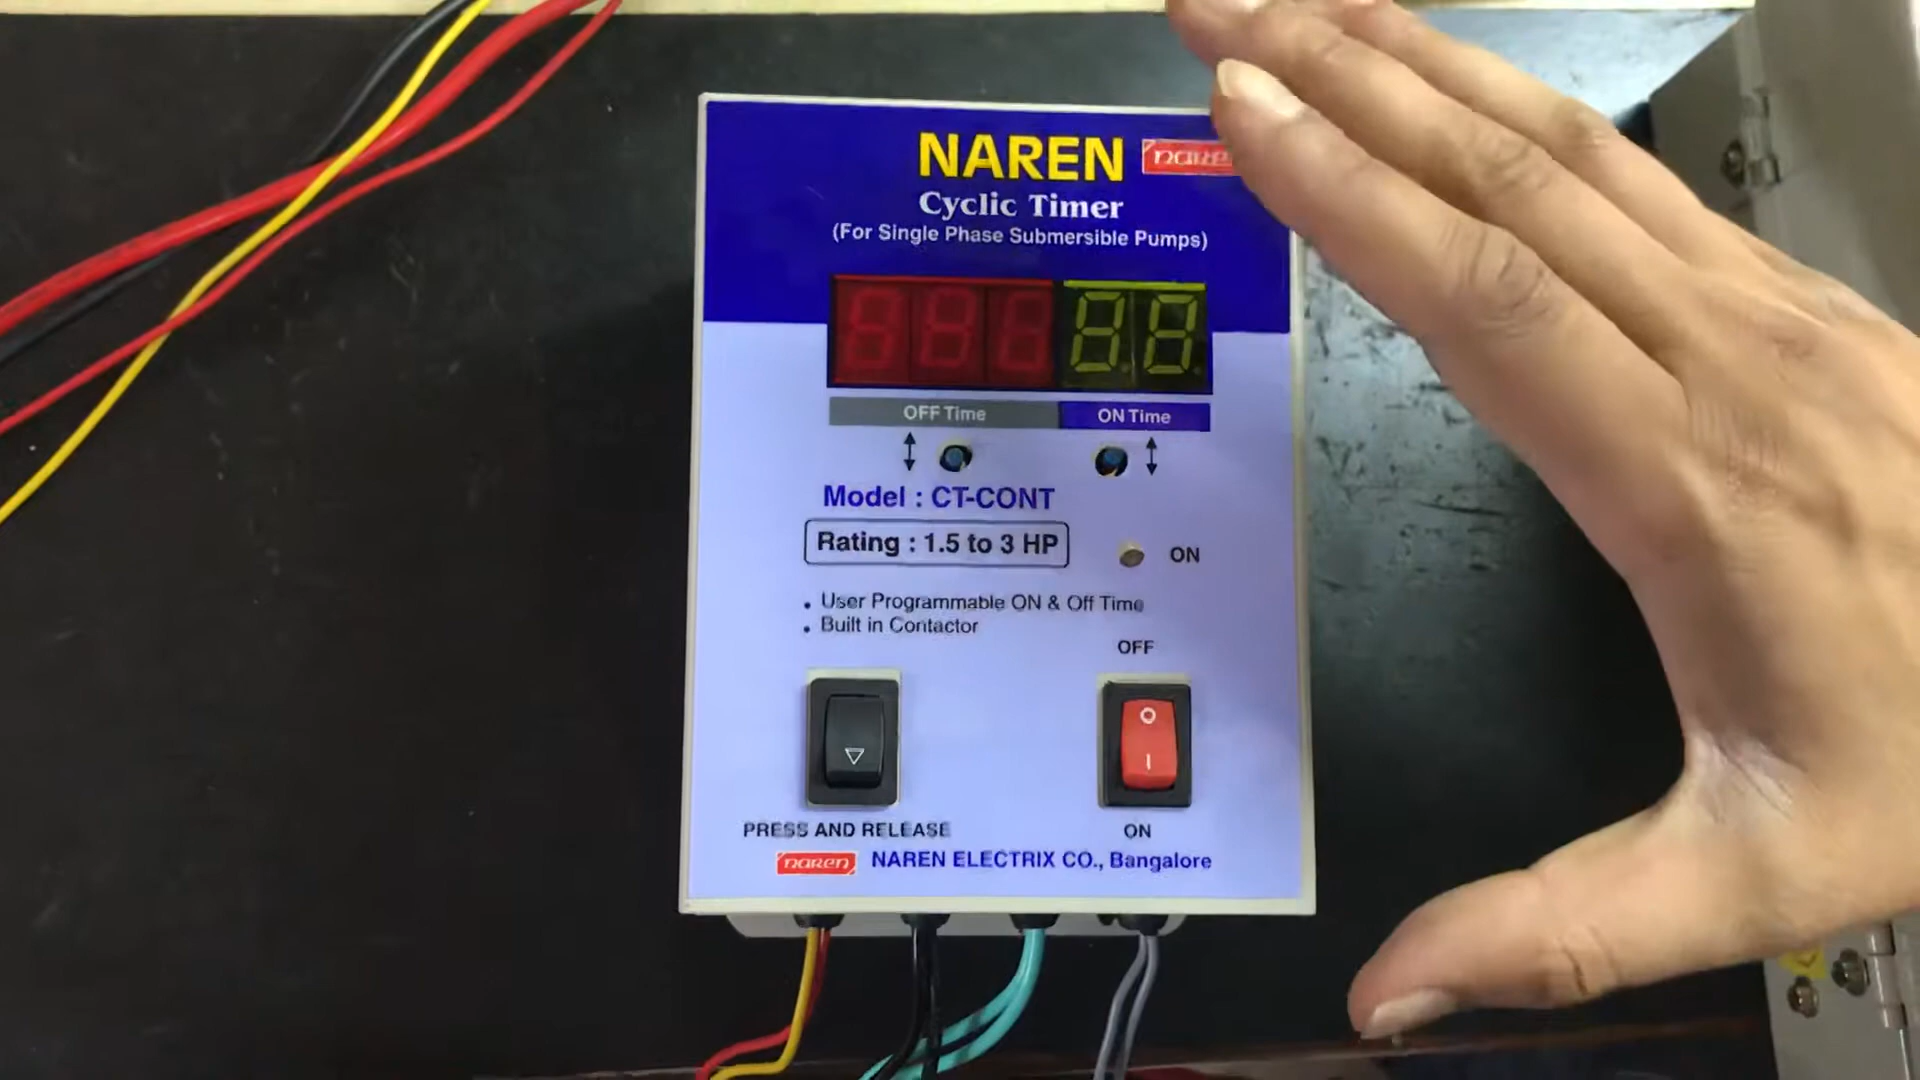 NAREN
Cyclic Timer
(For Single Phase Submersible Pumps)
OFF Time
ON Time
Model : CT-CONT
Rating : 1.5 to 3 HP
ON
• User Programmable ON & Off Time
• Built in Contactor
OFF
O
I
PRESS AND RELEASE
ON
naren
NAREN ELECTRIX CO., Bangalore